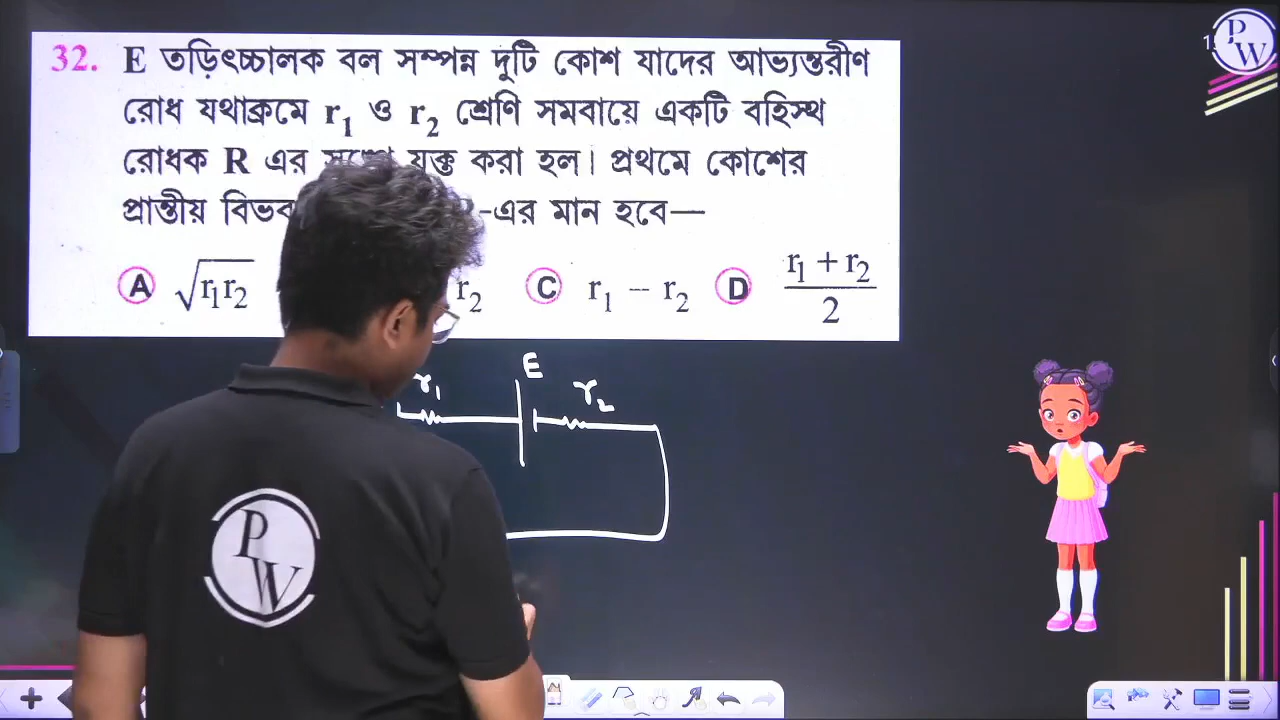 32. E তড়িৎচ্চালক বল সম্পন্ন দুটি কোশ যাদের আভ্যন্তরীণ
রোধ যথাক্রমে r₁ ও r₂ শ্রেণি সমবায়ে একটি বহিস্থ
রোধক R এর যুক্ত করা হল। প্রথমে কোশের
প্রান্তীয় -এর মান হবে—
A √r₁r₂ r₂ C r₁ – r₂ D (r₁ + r₂)/2
r₁ E r₂
PW
PW